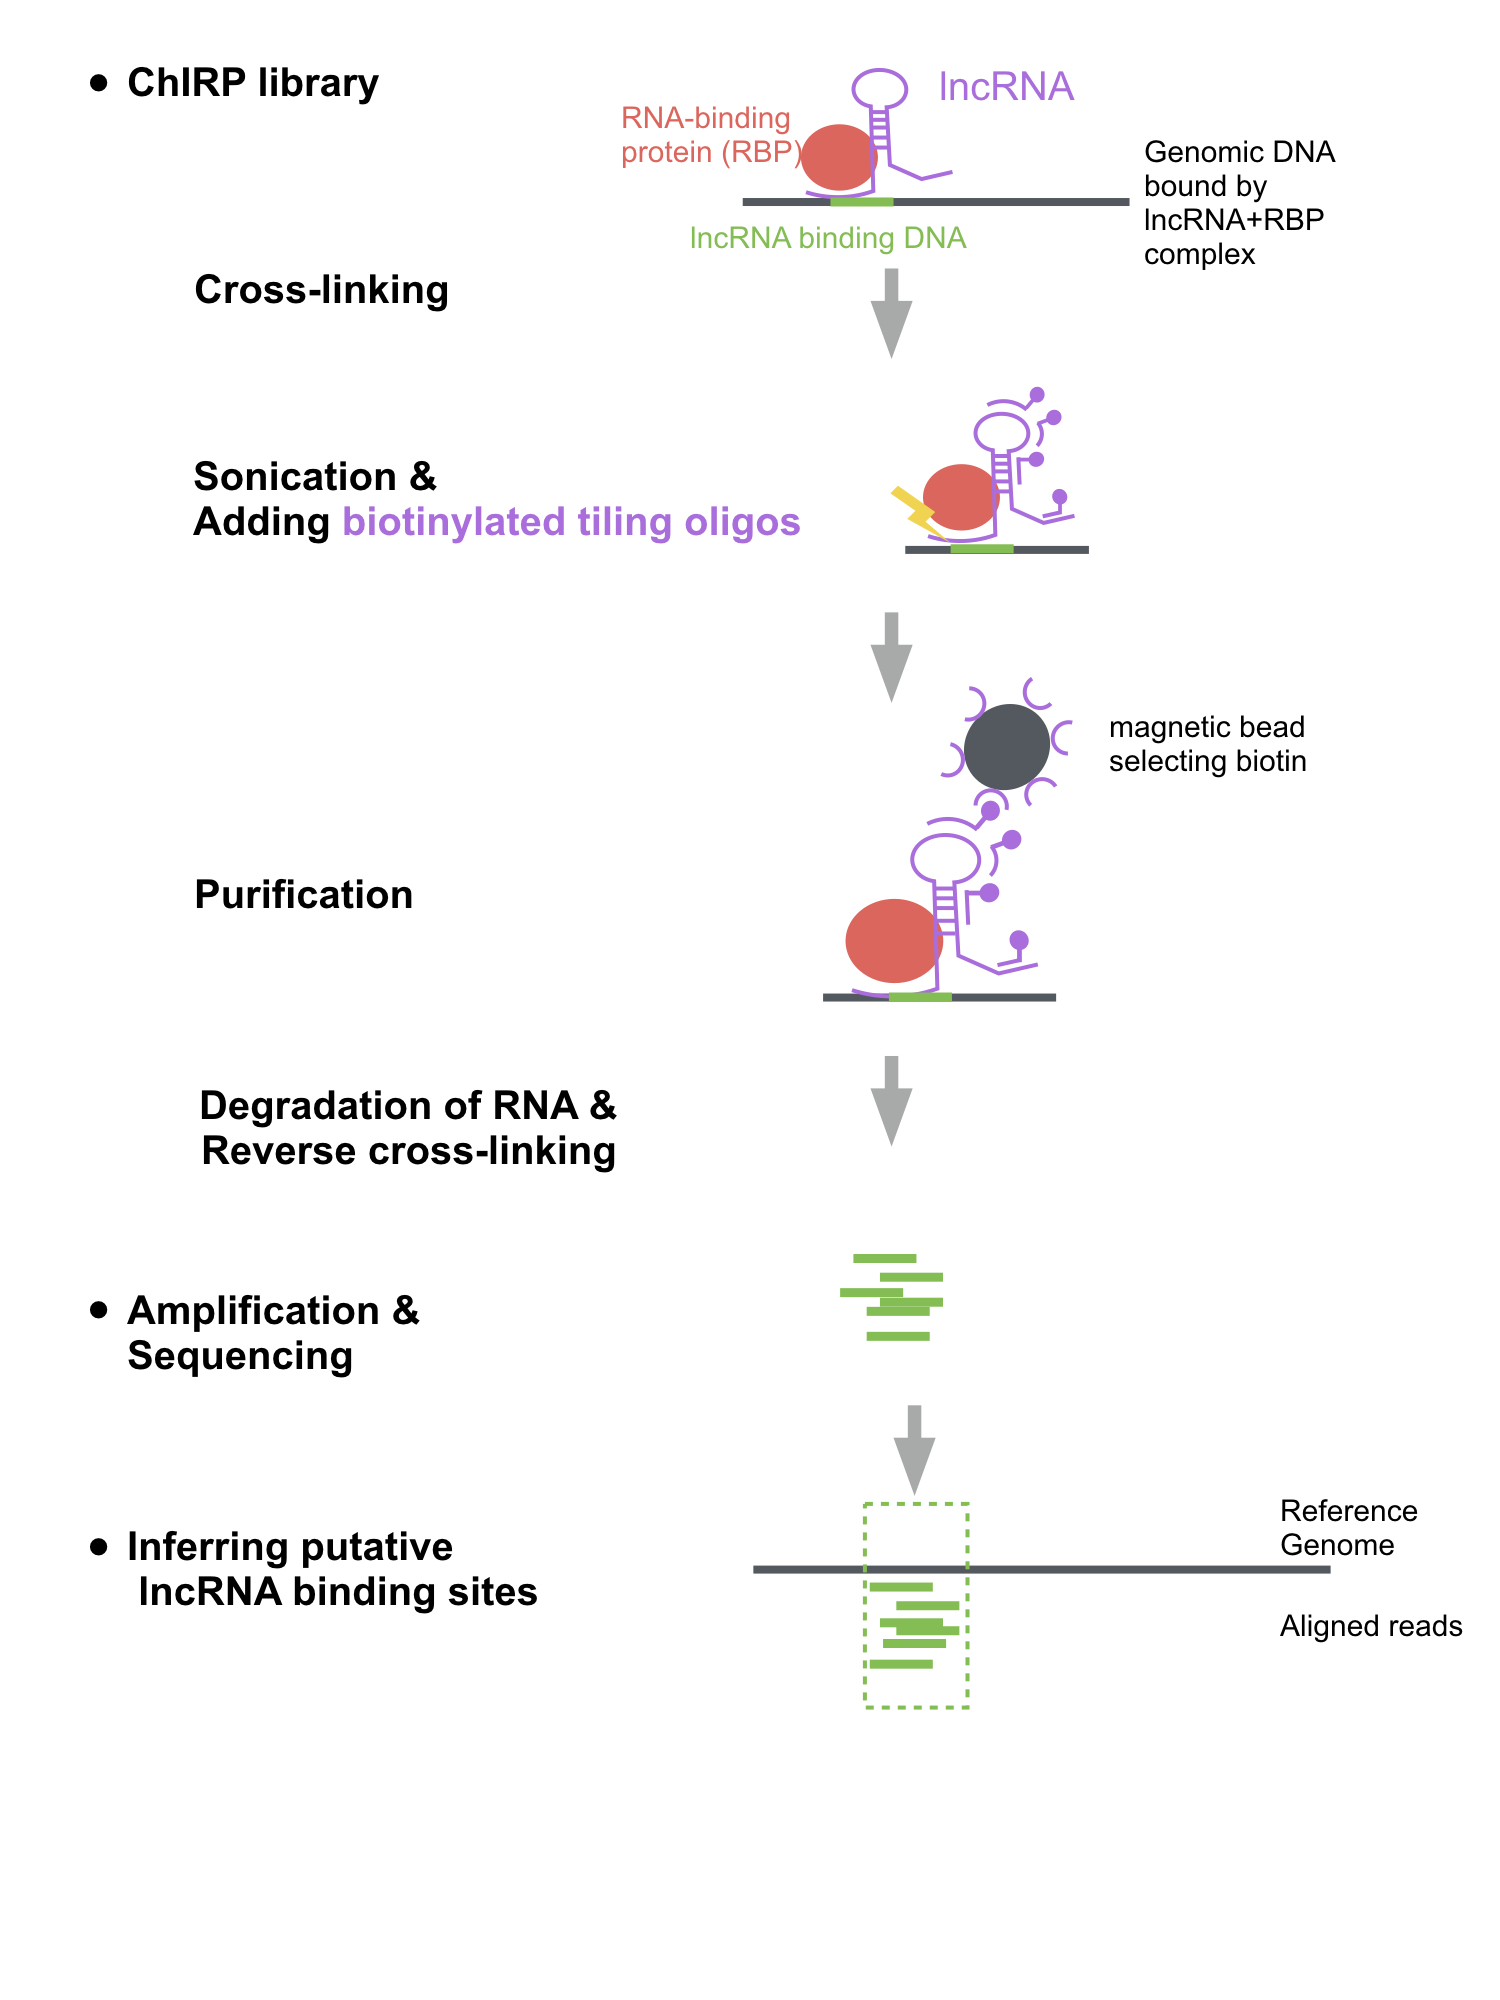 • ChIRP library
lncRNA
RNA-binding
protein (RBP)
Genomic DNA
bound by
lncRNA+RBP
complex
lncRNA binding DNA
Cross-linking
Sonication &
Adding biotinylated tiling oligos
magnetic bead
selecting biotin
Purification
Degradation of RNA &
Reverse cross-linking
• Amplification &
Sequencing
Reference
Genome
• Inferring putative
lncRNA binding sites
Aligned reads